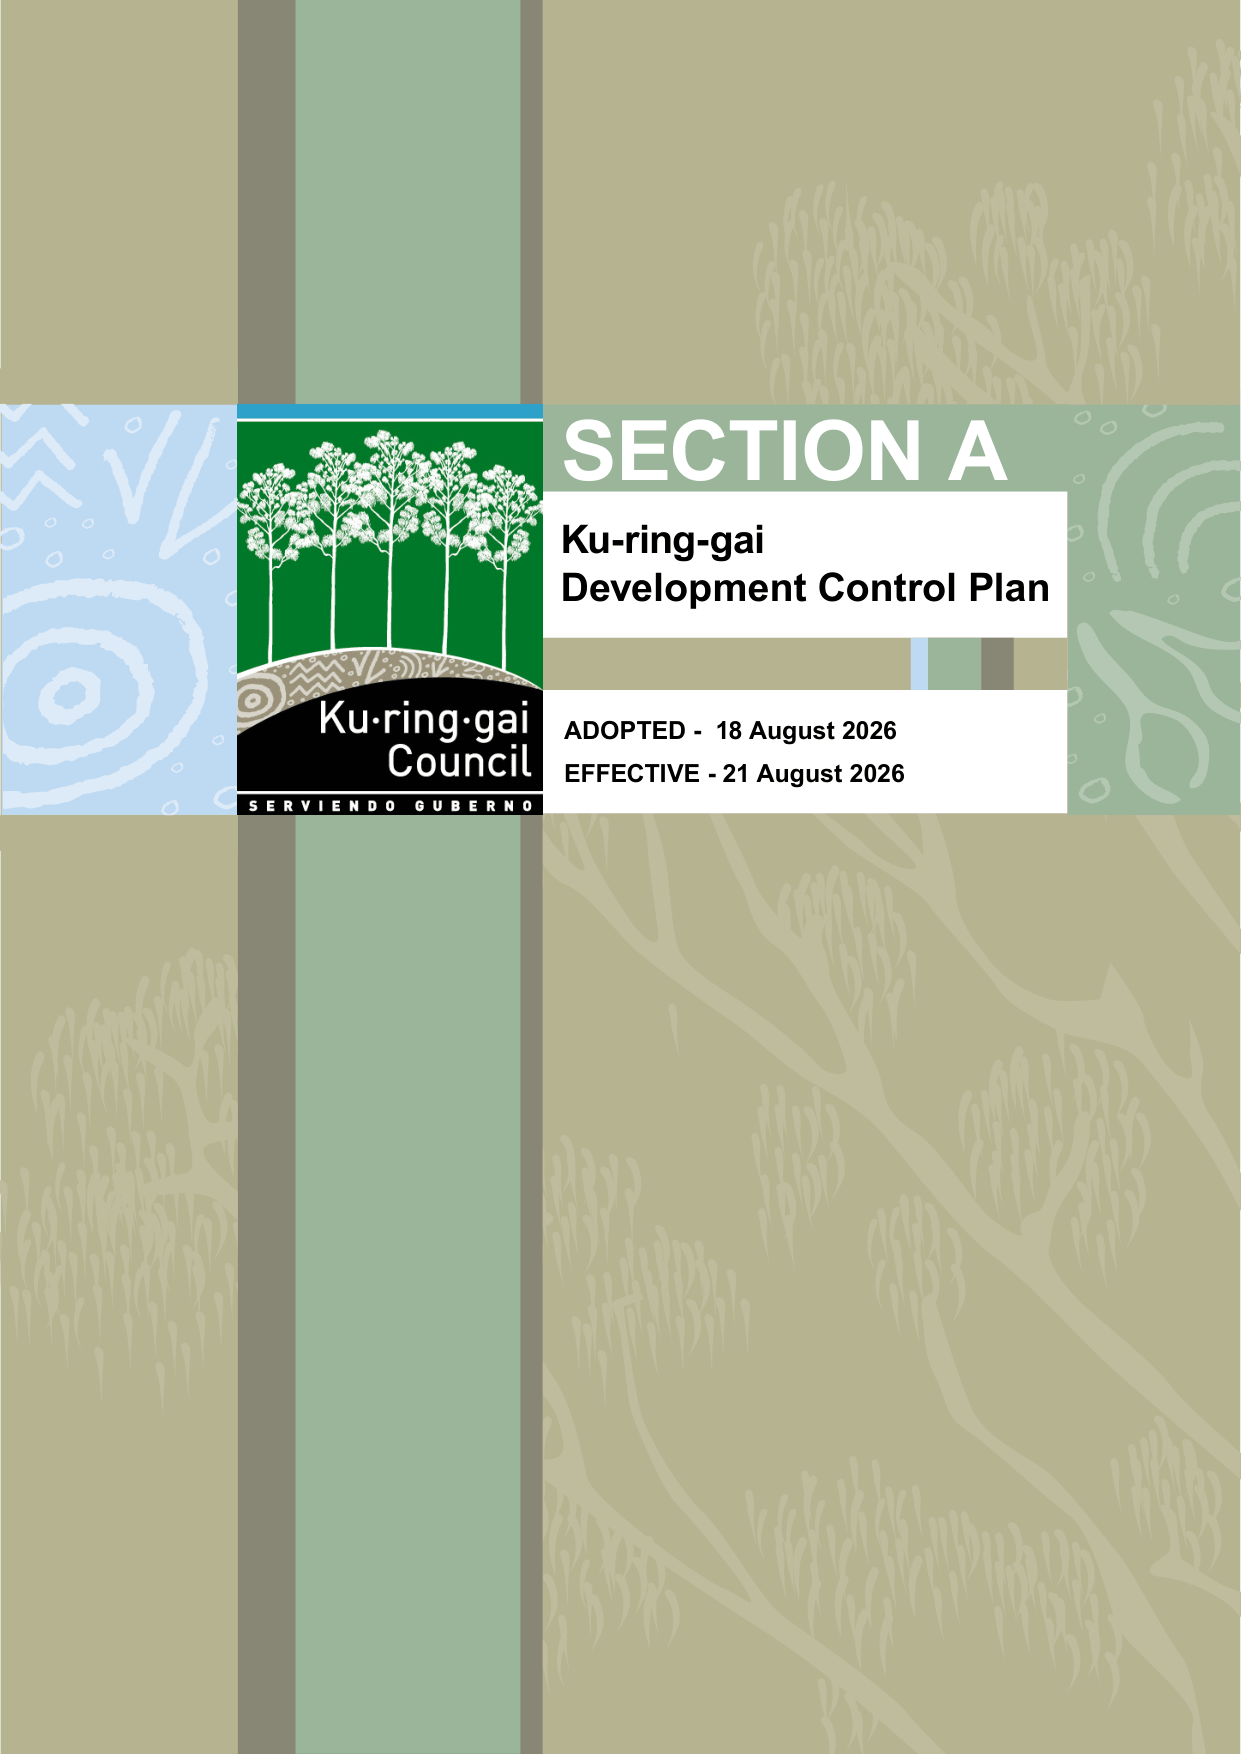 SECTION A
Ku-ring-gai
Development Control Plan
Ku·ring·gai
Council
SERVIENDO GUBERNO
ADOPTED - 18 August 2026
EFFECTIVE - 21 August 2026